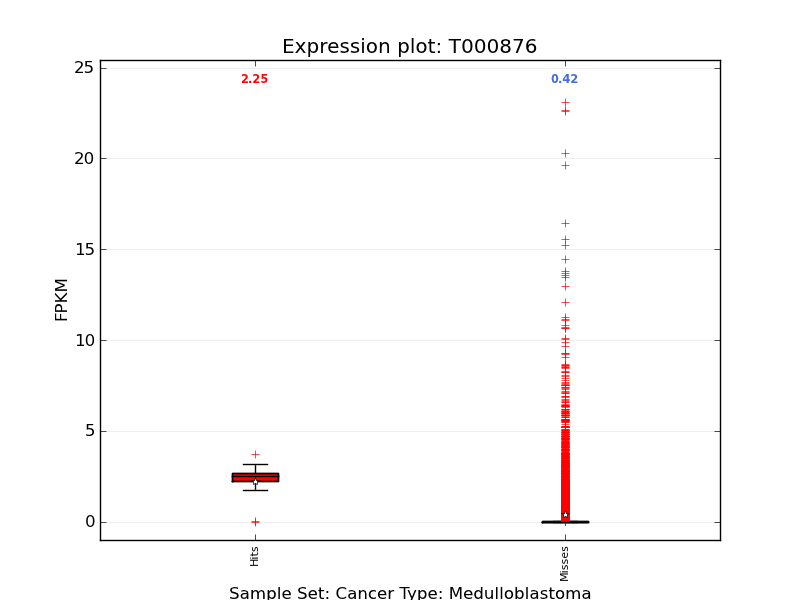 Expression plot: T000876
2.25 0.42
25
20
15
10
5
0
FPKM
Hits Misses
Sample Set: Cancer Type: Medulloblastoma